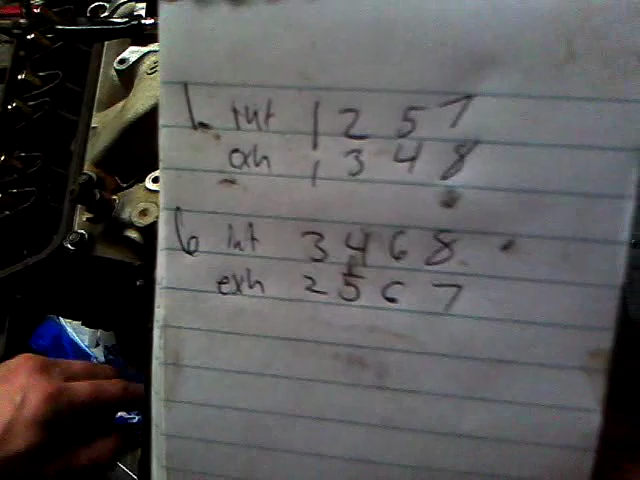 1 Int 1 2 5 7
exh 1 3 4 8
6 Int 3 4 6 8
exh 2 5 6 7